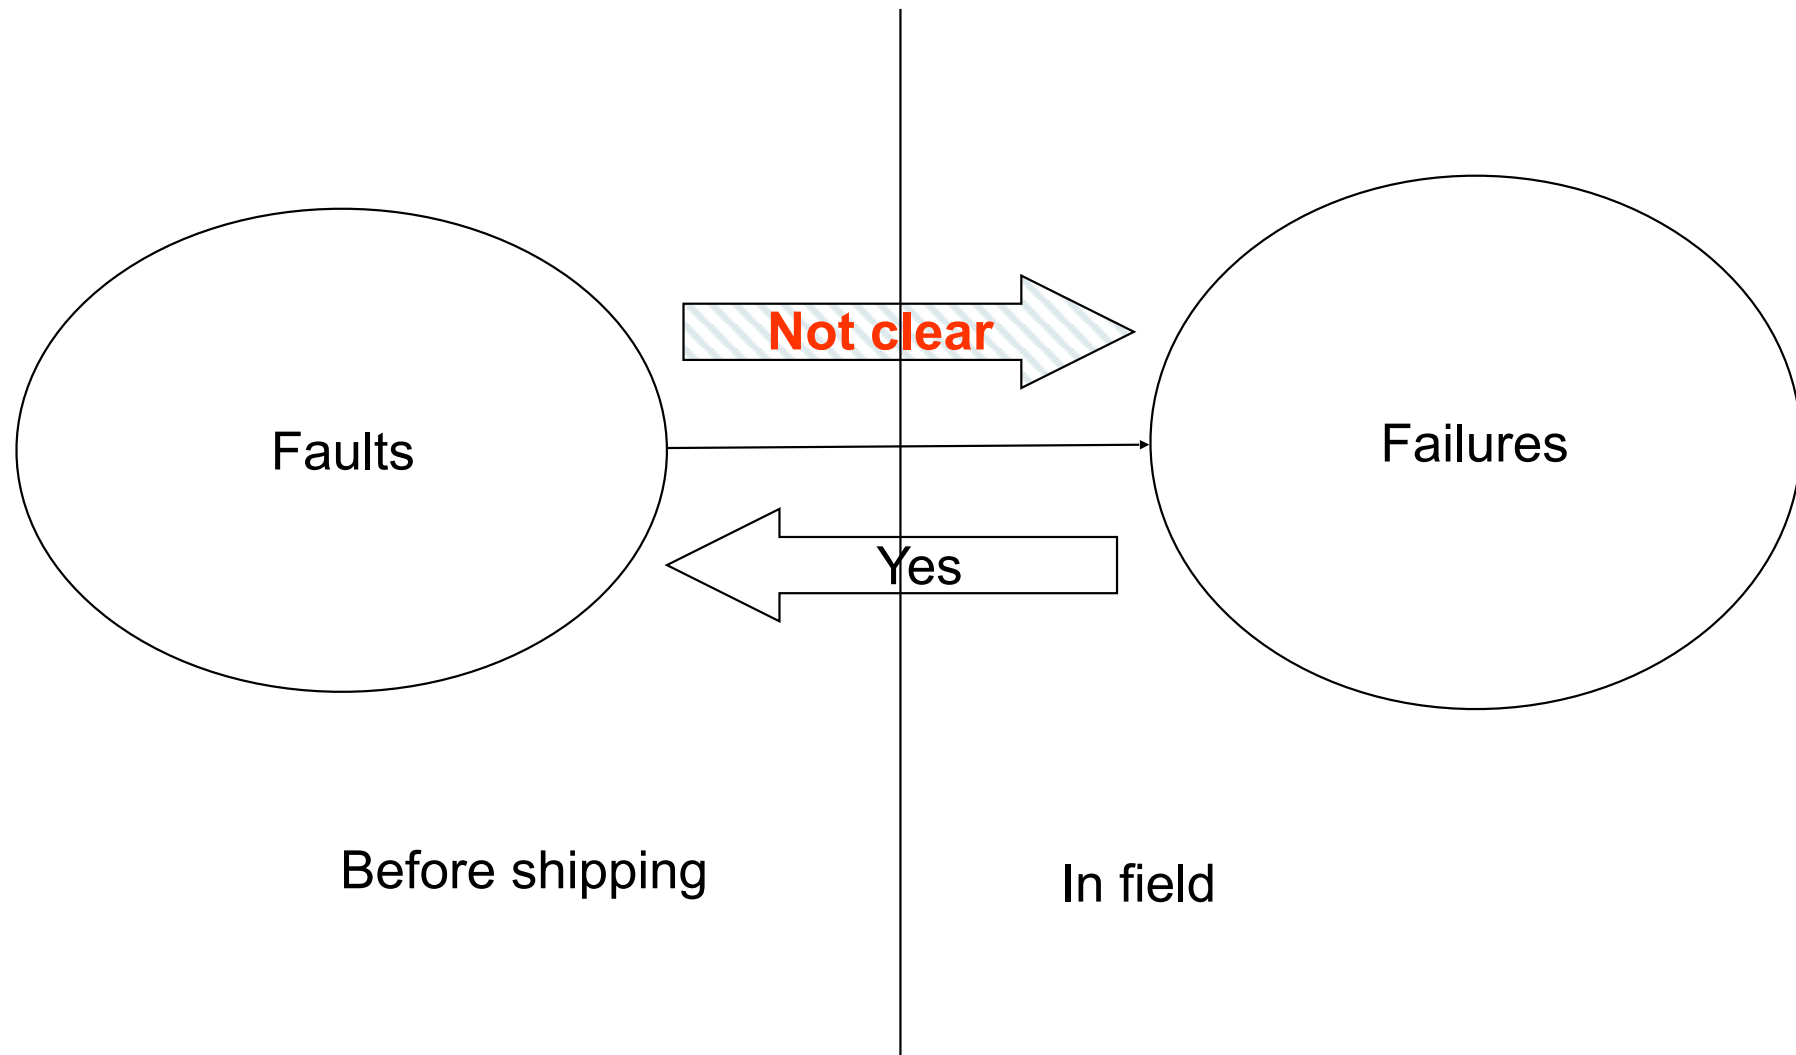 Not clear
Faults
Failures
Yes
Before shipping
In field